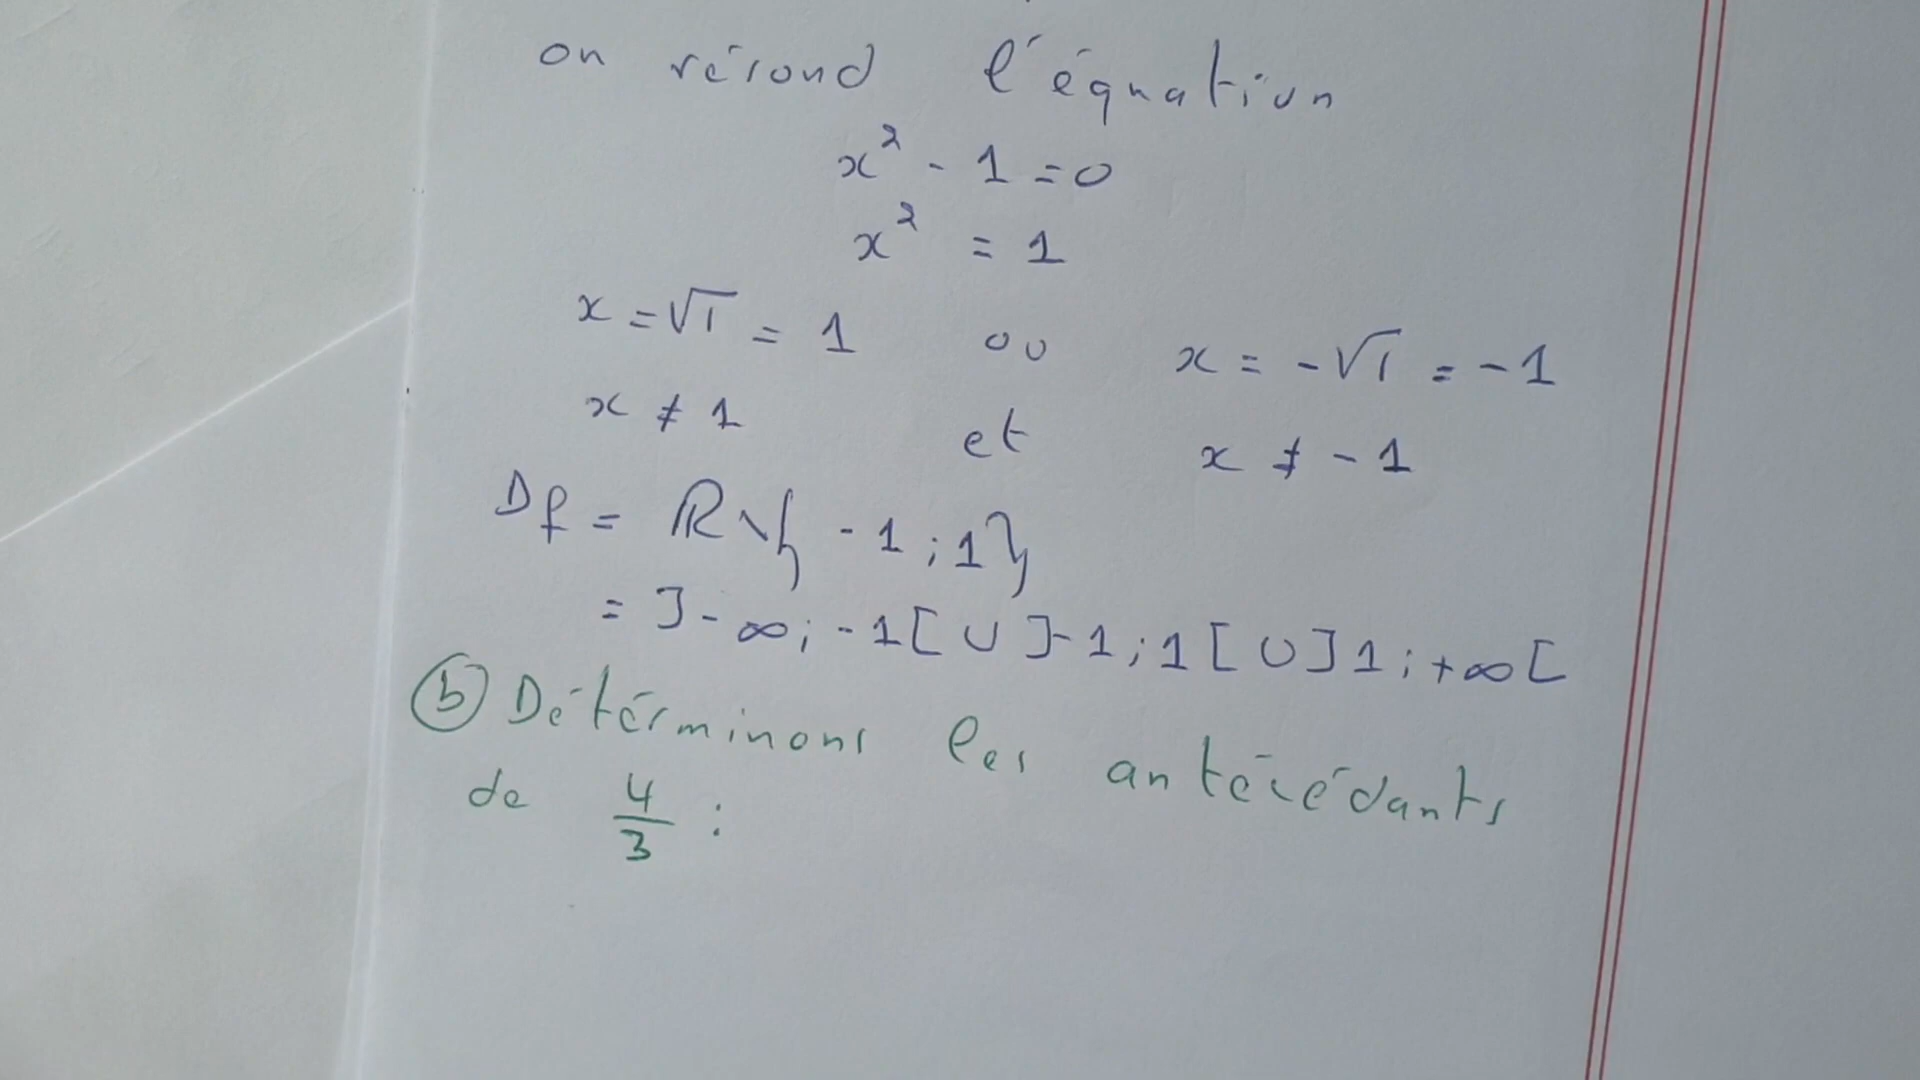 on résoud l'équation
x² - 1 = 0
x² = 1
x = √1 = 1 ou x = -√1 = -1
x ≠ 1 et x ≠ -1
Df = ℝ∖{-1 ; 1}
= ]-∞ ; -1[ ∪ ]-1 ; 1[ ∪ ]1 ; +∞[
ⓑ Détérminons les antécédants
de 4/3 :